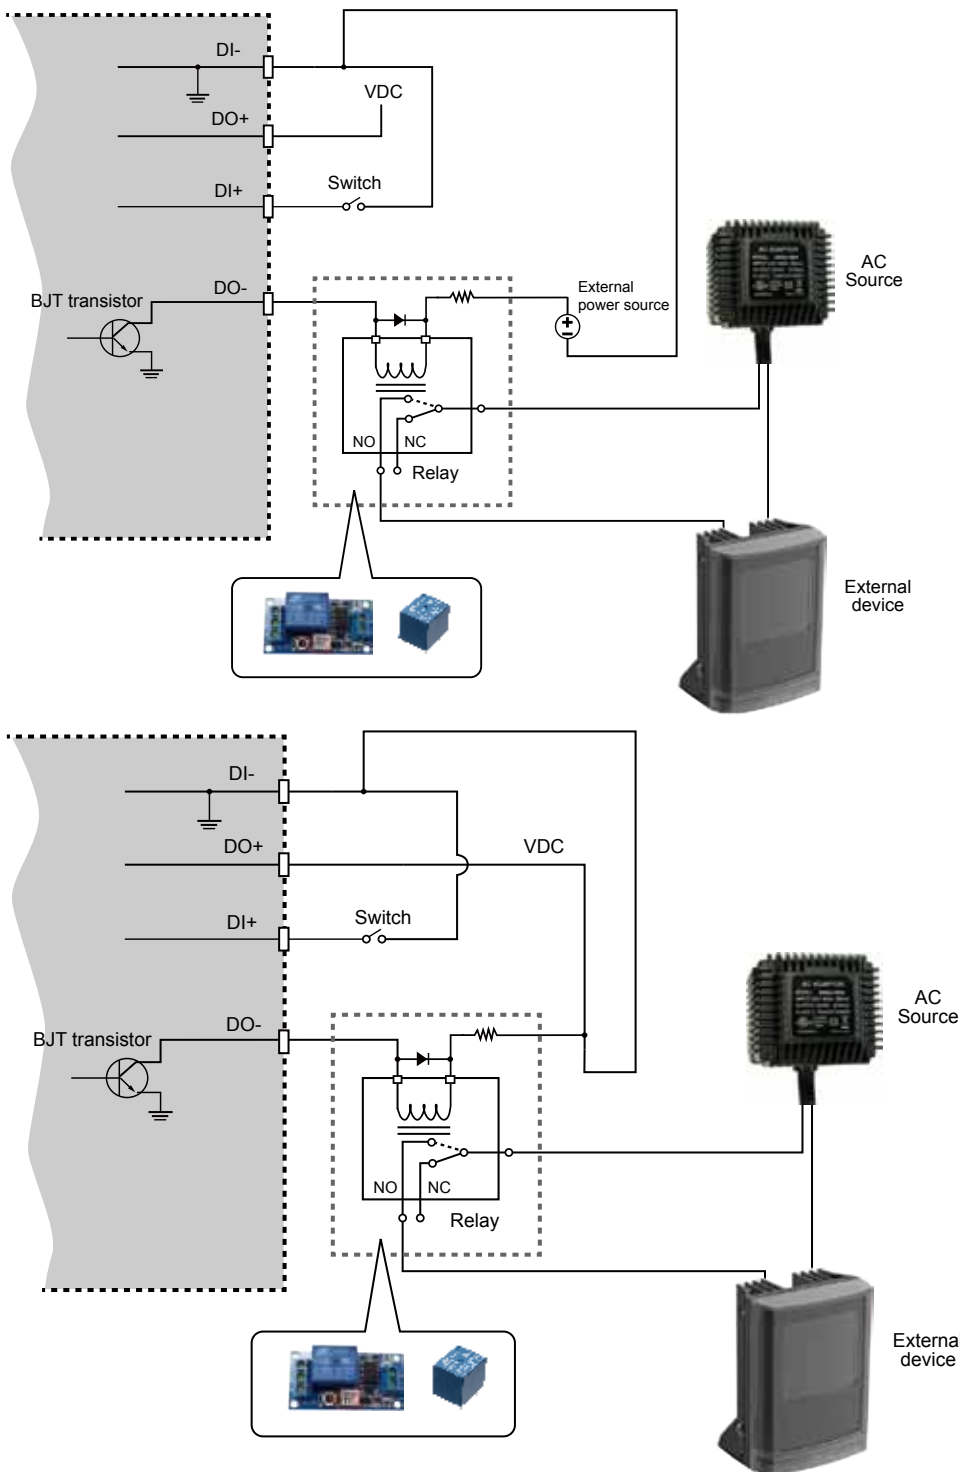 DI-
VDC
DO+
DI+
Switch
AC
Source
DO-
BJT transistor
External
power source
NO
NC
Relay
External
device
DI-
DO+
VDC
DI+
Switch
AC
Source
DO-
BJT transistor
NO
NC
Relay
External
device